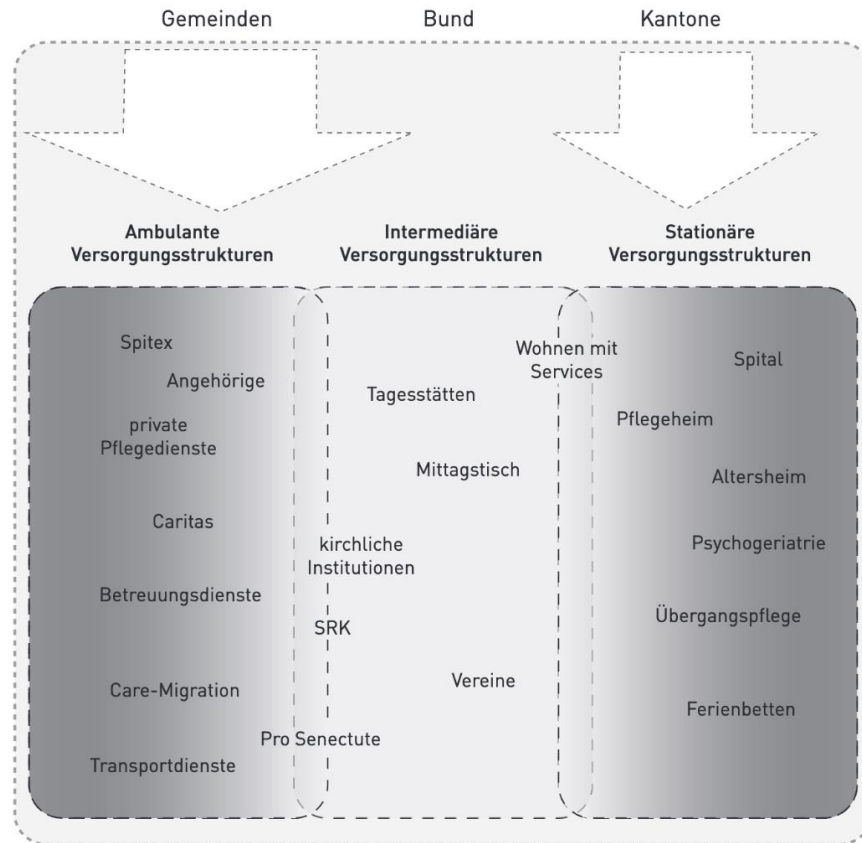 Gemeinden
Bund
Kantone
Ambulante
Versorgungsstrukturen
Intermediäre
Versorgungsstrukturen
Stationäre
Versorgungsstrukturen
Spitex
Angehörige
private
Pflegedienste
Caritas
Betreuungsdienste
Care-Migration
Transportdienste
Pro Senectute
SRK
kirchliche
Institutionen
Tagesstätten
Mittagstisch
Vereine
Wohnen mit
Services
Spital
Pflegeheim
Altersheim
Psychogeriatrie
Übergangspflege
Ferienbetten